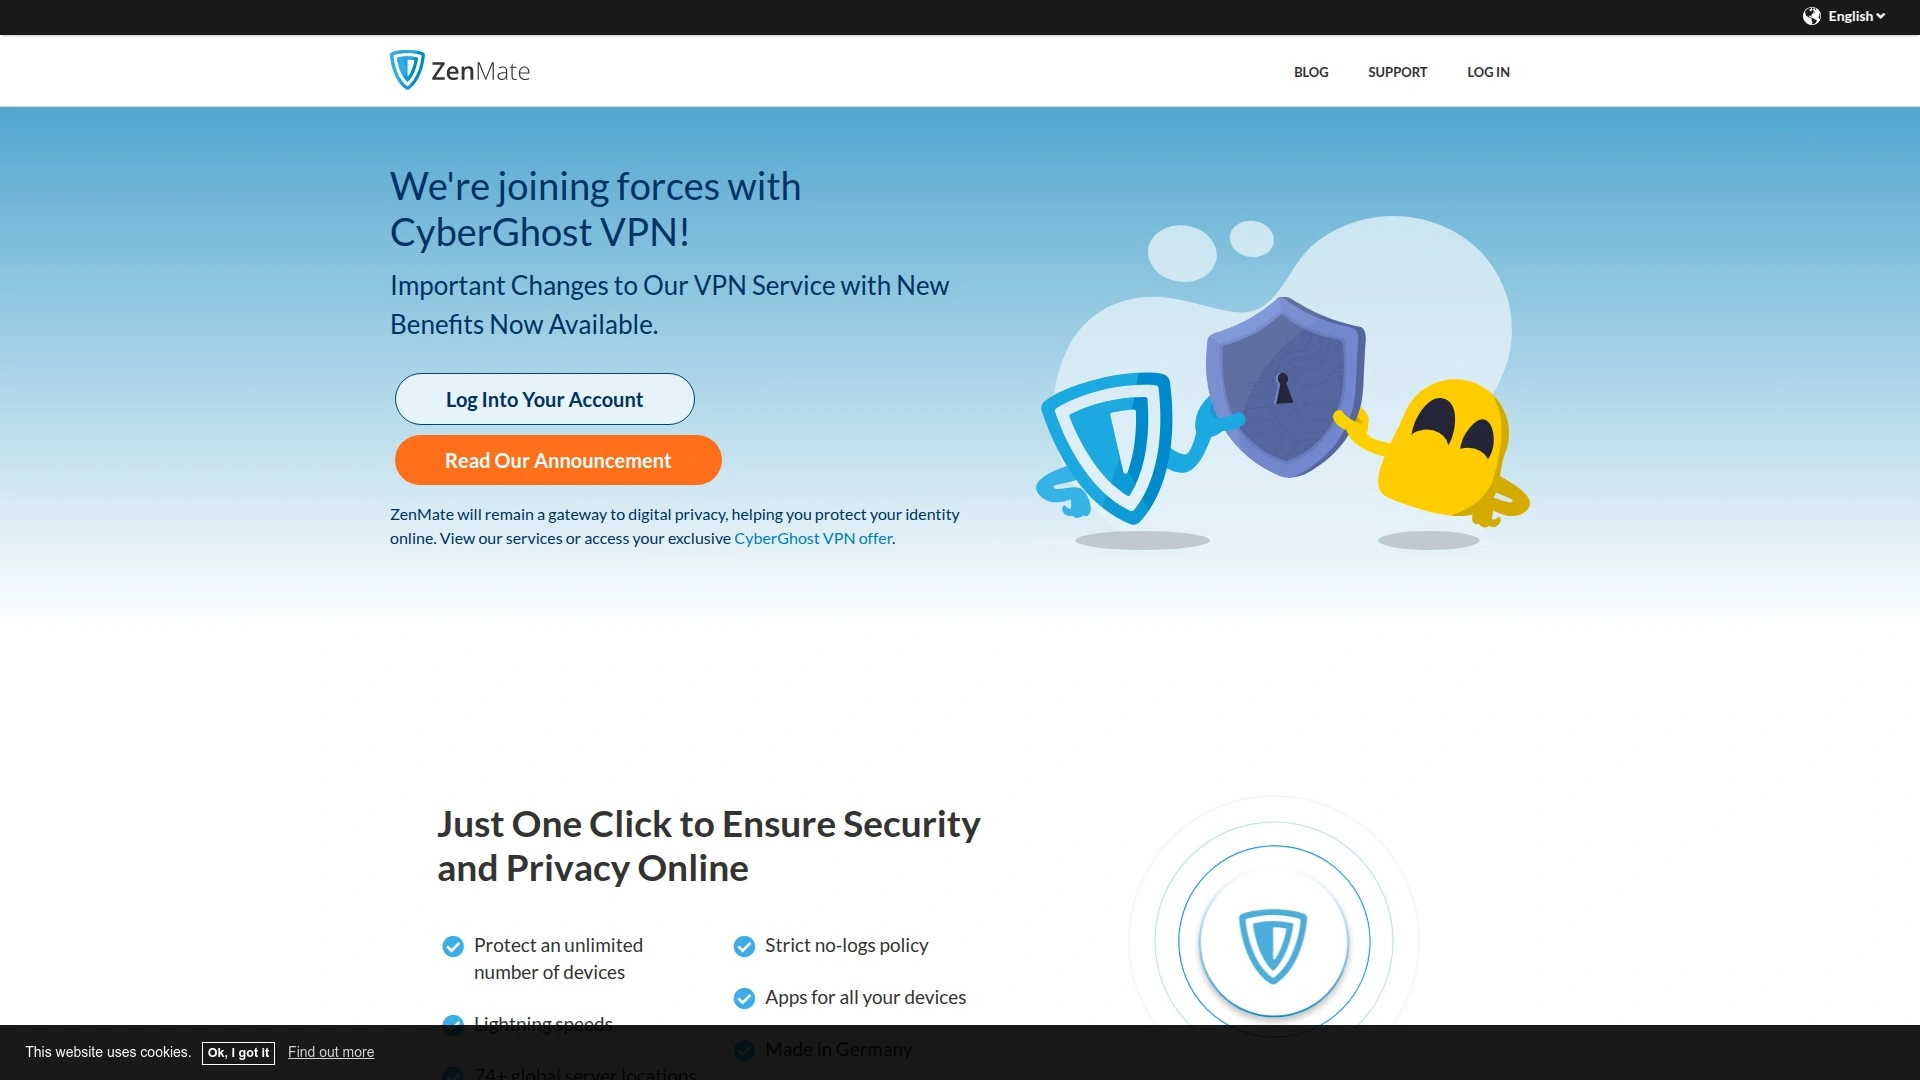 English
ZenMate
BLOG
SUPPORT
LOG IN
We're joining forces with
CyberGhost VPN!
Important Changes to Our VPN Service with New
Benefits Now Available.
Log Into Your Account
Read Our Announcement
ZenMate will remain a gateway to digital privacy, helping you protect your identity
online. View our services or access your exclusive CyberGhost VPN offer.
Just One Click to Ensure Security
and Privacy Online
Protect an unlimited
number of devices
Strict no-logs policy
Apps for all your devices
Lightning speeds
Made in Germany
74+ global server locations
This website uses cookies.
Ok, I got it
Find out more